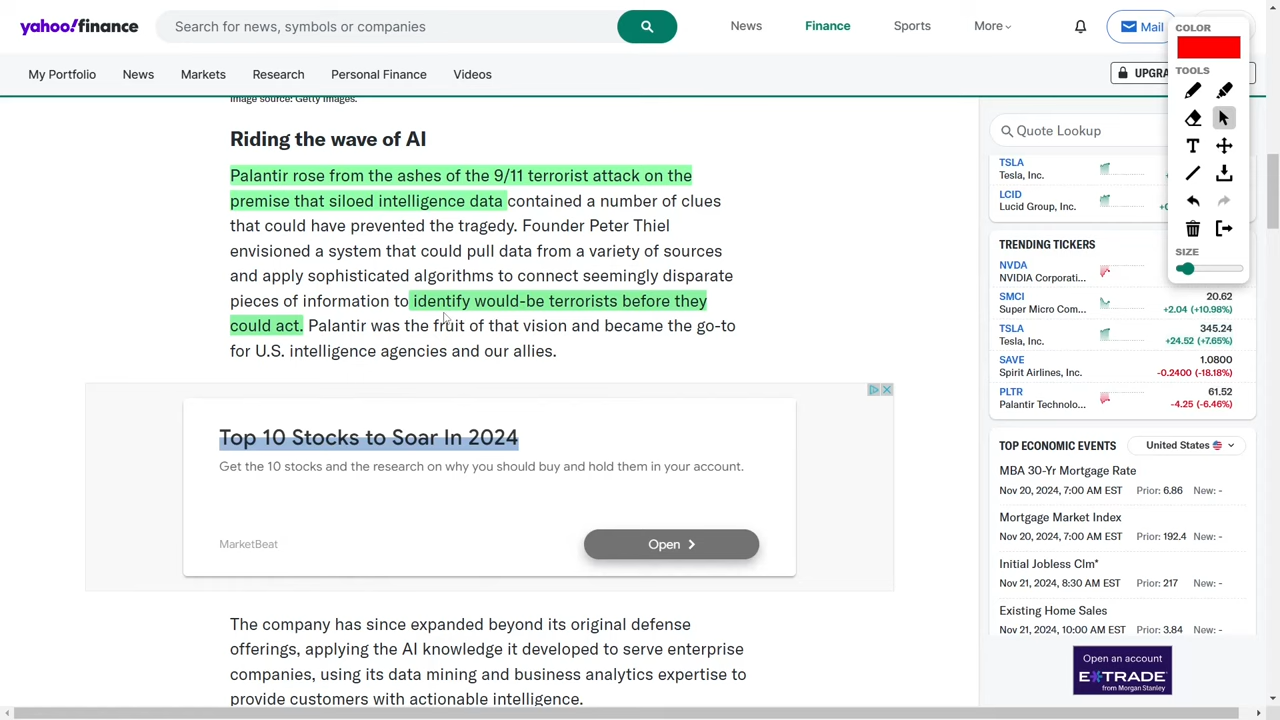 yahoo!finance
Search for news, symbols or companies
News
Finance
Sports
More
Mail
My Portfolio
News
Markets
Research
Personal Finance
Videos
UPGRA
COLOR
TOOLS
SIZE
Image source: Getty Images.
Riding the wave of AI
Palantir rose from the ashes of the 9/11 terrorist attack on the
premise that siloed intelligence data contained a number of clues
that could have prevented the tragedy. Founder Peter Thiel
envisioned a system that could pull data from a variety of sources
and apply sophisticated algorithms to connect seemingly disparate
pieces of information to identify would-be terrorists before they
could act. Palantir was the fruit of that vision and became the go-to
for U.S. intelligence agencies and our allies.
Top 10 Stocks to Soar In 2024
Get the 10 stocks and the research on why you should buy and hold them in your account.
MarketBeat
Open
The company has since expanded beyond its original defense
offerings, applying the AI knowledge it developed to serve enterprise
companies, using its data mining and business analytics expertise to
provide customers with actionable intelligence.
Quote Lookup
TSLA
Tesla, Inc.
LCID
Lucid Group, Inc.
TRENDING TICKERS
NVDA
NVIDIA Corporati...
SMCI 20.62
Super Micro Com... +2.04 (+10.98%)
TSLA 345.24
Tesla, Inc. +24.52 (+7.65%)
SAVE 1.0800
Spirit Airlines, Inc. -0.2400 (-18.18%)
PLTR 61.52
Palantir Technolo... -4.25 (-6.46%)
TOP ECONOMIC EVENTS United States
MBA 30-Yr Mortgage Rate
Nov 20, 2024, 7:00 AM EST Prior: 6.86 New: -
Mortgage Market Index
Nov 20, 2024, 7:00 AM EST Prior: 192.4 New: -
Initial Jobless Clm*
Nov 21, 2024, 8:30 AM EST Prior: 217 New: -
Existing Home Sales
Nov 21, 2024, 10:00 AM EST Prior: 3.84 New: -
Open an account
E*TRADE
from Morgan Stanley